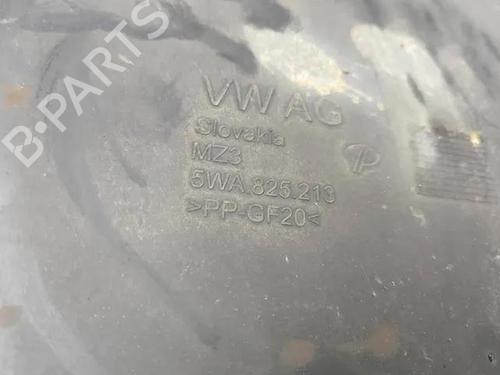 B-PARTS
VW AG
Slovakia
MZ3
5WA.825.213
>PP-GF20<